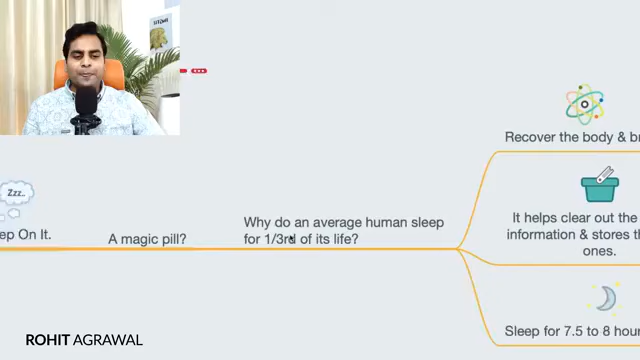 Zzz..
ep On It.
A magic pill?
Why do an average human sleep
for 1/3rd of its life?
Recover the body & br
It helps clear out the
information & stores th
ones.
Sleep for 7.5 to 8 hour
ROHIT AGRAWAL